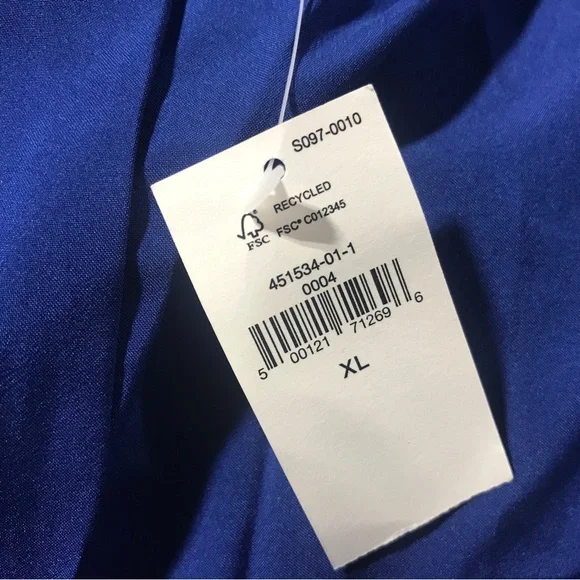 S097-0010
RECYCLED
FSC® C012345
FSC
451534-01-1
0004
5 00121 71269 6
XL